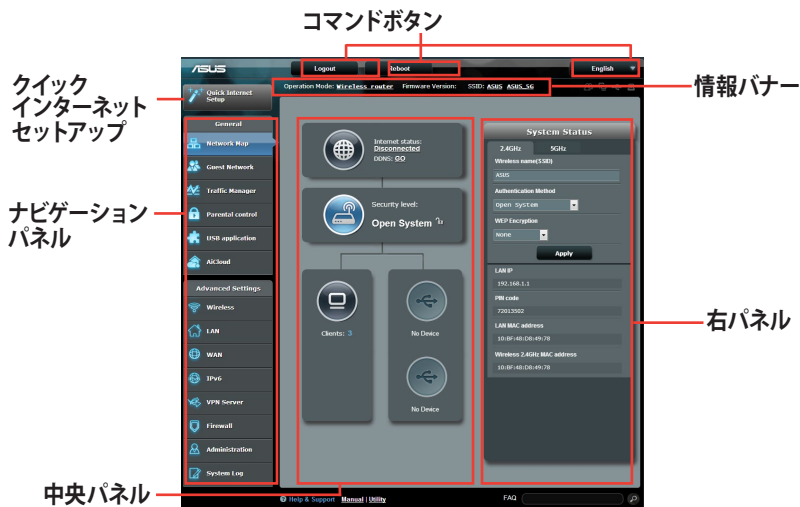 コマンドボタン
ASUS
Logout
Reboot
English
クイック
インターネット
セットアップ
Quick Internet
Setup
Operation Mode: Wireless router Firmware Version: SSID: ASUS ASUS_5G
情報バナー
General
Network Map
Guest Network
Traffic Manager
Parental control
USB application
AiCloud
ナビゲーション
パネル
Advanced Settings
Wireless
LAN
WAN
IPv6
VPN Server
Firewall
Administration
System Log
Internet status:
Disconnected
DDNS: GO
Security level:
Open System
Clients: 3
No Device
No Device
System Status
2.4GHz 5GHz
Wireless name(SSID)
ASUS
Authentication Method
Open System
WEP Encryption
None
Apply
LAN IP
192.168.1.1
PIN code
72013502
LAN MAC address
10:BF:48:D8:49:78
Wireless 2.4GHz MAC address
10:BF:48:D8:49:78
右パネル
中央パネル
Help & Support Manual | Utility
FAQ